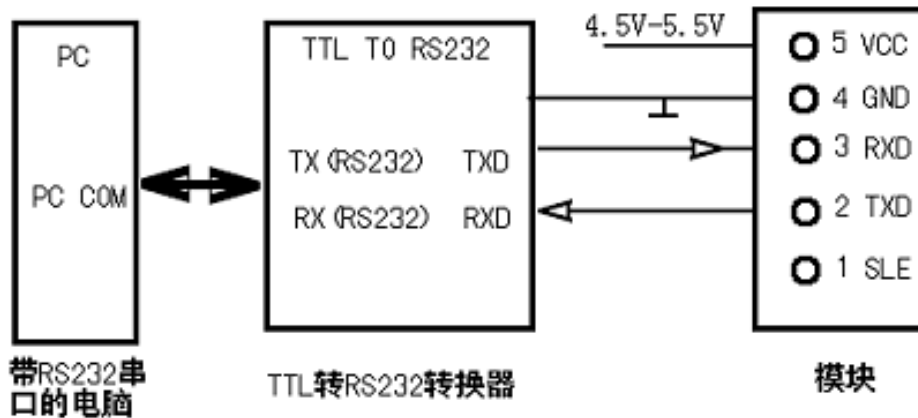 PC
PC COM
带RS232串
口的电脑
TTL TO RS232
TX (RS232) TXD
RX (RS232) RXD
TTL转RS232转换器
4.5V-5.5V
5 VCC
4 GND
3 RXD
2 TXD
1 SLE
模块